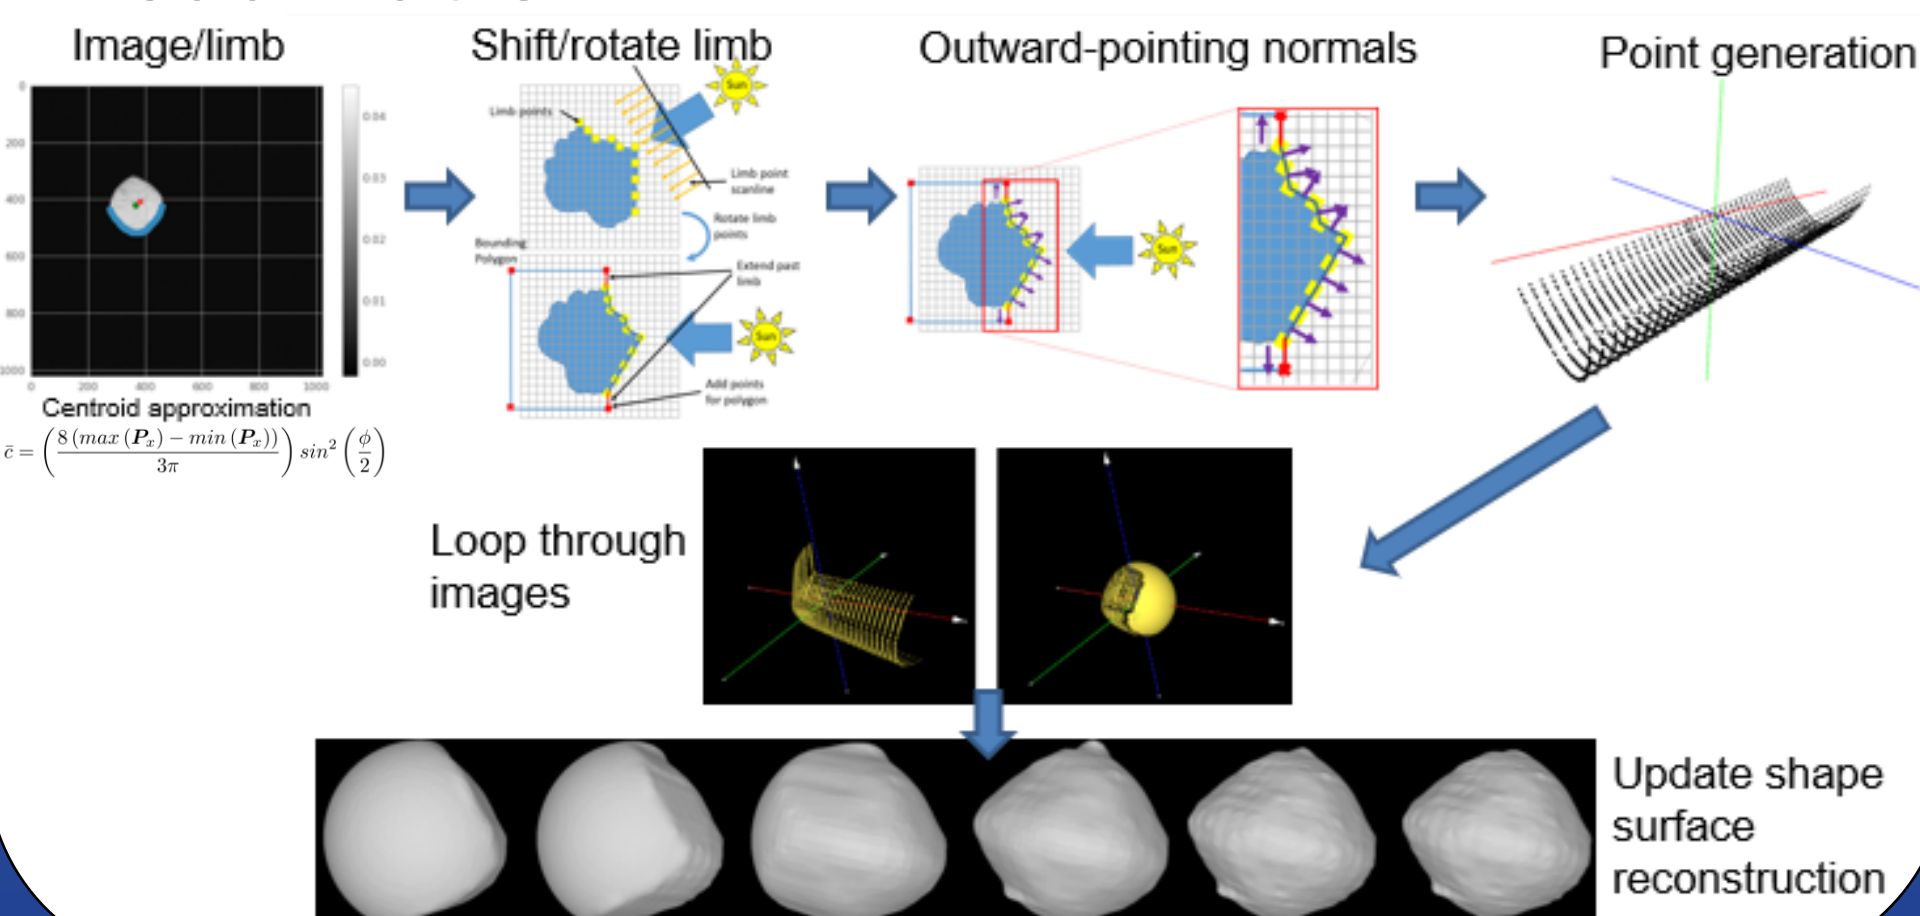 Image/limb
Shift/rotate limb
Outward-pointing normals
Point generation
0
200
400
600
800
1000
0
200
400
600
800
1000
0.04
0.03
0.02
0.01
0.00
Centroid approximation
c̄ = (8 (max (P_x) − min (P_x)) / 3π) sin² (φ / 2)
Sun
Limb points
Limb point
scanline
Rotate limb
points
Bounding
Polygon
Extend past
limb
Sun
Add points
for polygon
Sun
Loop through
images
Update shape
surface
reconstruction